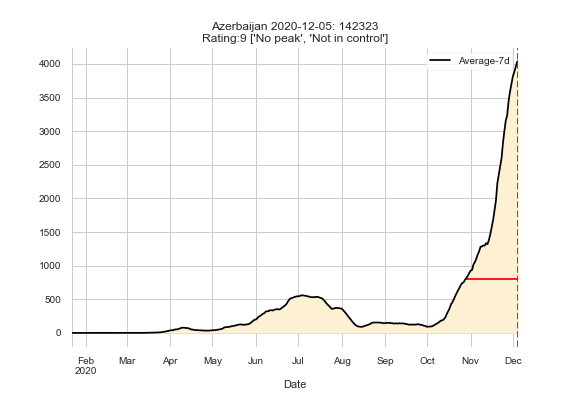 Azerbaijan 2020-12-05: 142323
Rating:9 ['No peak', 'Not in control']
Average-7d
4000
3500
3000
2500
2000
1500
1000
500
0
Feb Mar Apr May Jun Jul Aug Sep Oct Nov Dec
2020
Date